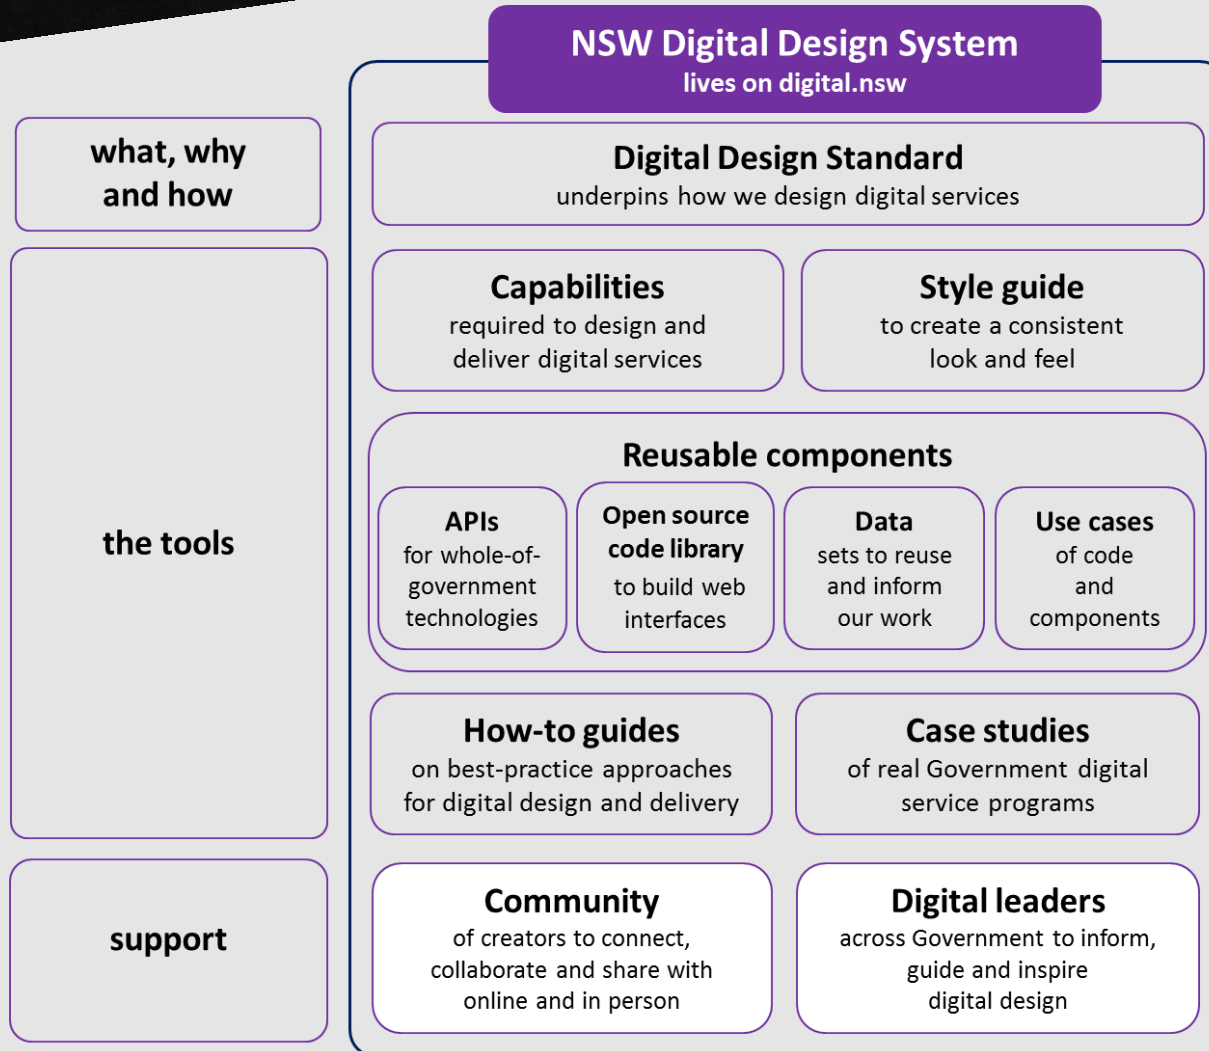 NSW Digital Design System
lives on digital.nsw
what, why
and how
Digital Design Standard
underpins how we design digital services
the tools
Capabilities
required to design and
deliver digital services
Style guide
to create a consistent
look and feel
Reusable components
APIs
for whole-of-
government
technologies
Open source
code library
to build web
interfaces
Data
sets to reuse
and inform
our work
Use cases
of code
and
components
How-to guides
on best-practice approaches
for digital design and delivery
Case studies
of real Government digital
service programs
support
Community
of creators to connect,
collaborate and share with
online and in person
Digital leaders
across Government to inform,
guide and inspire
digital design